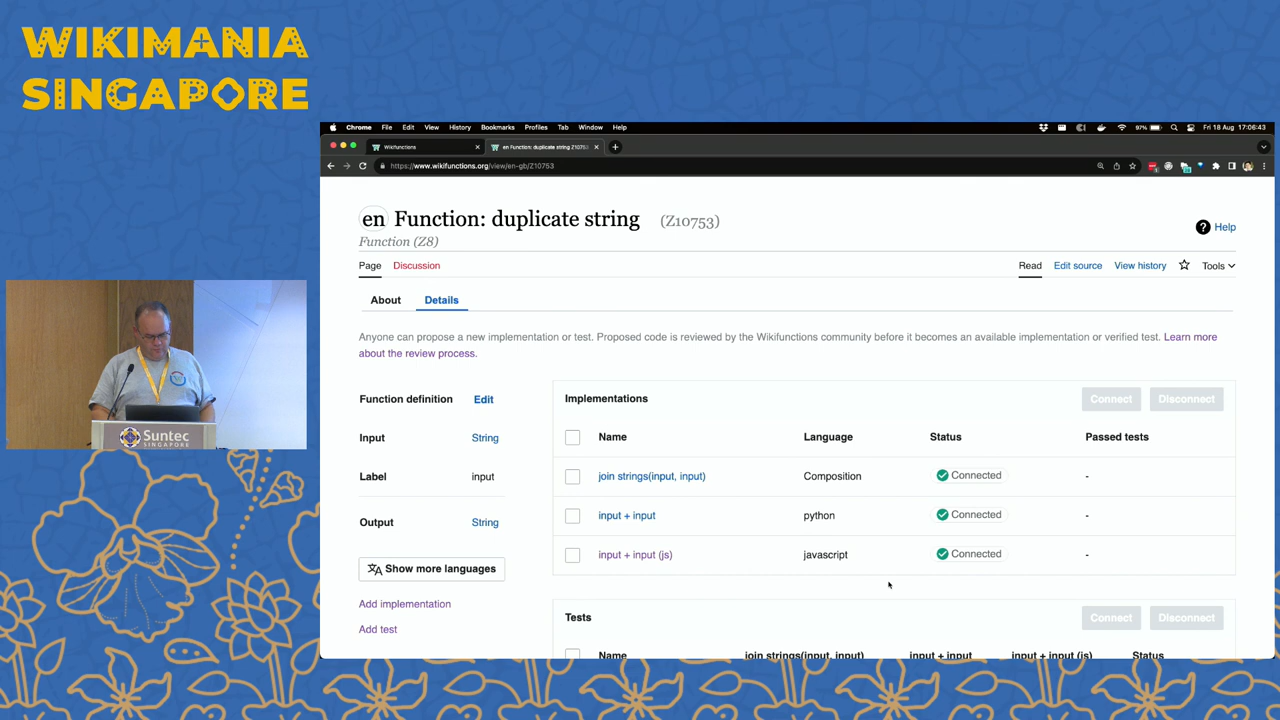 WIKIMANIA
SINGAPORE
Chrome File Edit View History Bookmarks Profiles Tab Window Help
97% Fri 18 Aug 17:06:43
Wikifunctions
en Function: duplicate string Z10753
https://www.wikifunctions.org/view/en-gb/Z10753
en Function: duplicate string (Z10753)
Function (Z8)
? Help
Page Discussion
Read Edit source View history Tools
About Details
Anyone can propose a new implementation or test. Proposed code is reviewed by the Wikifunctions community before it becomes an available implementation or verified test. Learn more
about the review process.
Function definition Edit
Input String
Label input
Output String
Show more languages
Add implementation
Add test
Implementations Connect Disconnect
Name Language Status Passed tests
join strings(input, input) Composition Connected -
input + input python Connected -
input + input (js) javascript Connected -
Tests Connect Disconnect
Name join strings(input, input) input + input input + input (js) Status
Suntec
SINGAPORE